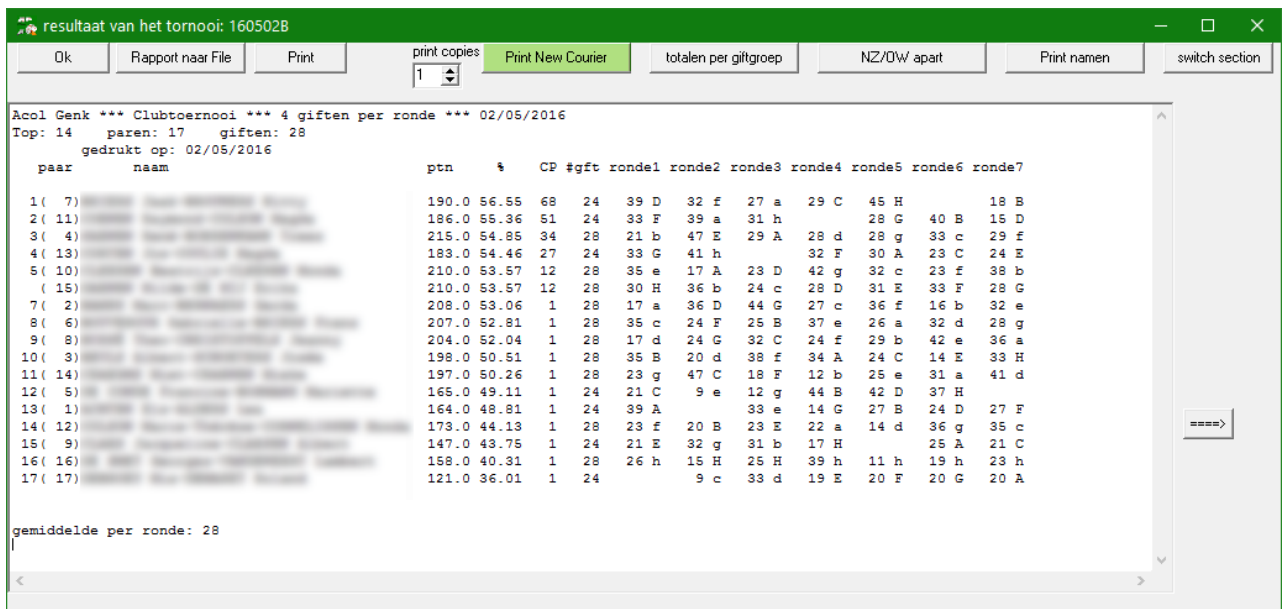 resultaat van het tornooi: 160502B
Ok Rapport naar File Print print copies 1 Print New Courier totalen per giftgroep NZ/OW apart Print namen switch section
Acol Genk *** Clubtoernooi *** 4 giften per ronde *** 02/05/2016
Top: 14 paren: 17 giften: 28
gedrukt op: 02/05/2016
paar naam ptn % CP #gft ronde1 ronde2 ronde3 ronde4 ronde5 ronde6 ronde7
1( 7) 190.0 56.55 68 24 39 D 32 f 27 a 29 C 45 H 18 B
2( 11) 186.0 55.36 51 24 33 F 39 a 31 h 28 G 40 B 15 D
3( 4) 215.0 54.85 34 28 21 b 47 E 29 A 28 d 28 g 33 c 29 f
4( 13) 183.0 54.46 27 24 33 G 41 h 32 F 30 A 23 C 24 E
5( 10) 210.0 53.57 12 28 35 e 17 A 23 D 42 g 32 c 23 f 38 b
( 15) 210.0 53.57 12 28 30 H 36 b 24 c 28 D 31 E 33 F 28 G
7( 2) 208.0 53.06 1 28 17 a 36 D 44 G 27 c 36 f 16 b 32 e
8( 6) 207.0 52.81 1 28 35 c 24 F 25 B 37 e 26 a 32 d 28 g
9( 8) 204.0 52.04 1 28 17 d 24 G 32 C 24 f 29 b 42 e 36 a
10( 3) 198.0 50.51 1 28 35 B 20 d 38 f 34 A 24 C 14 E 33 H
11( 14) 197.0 50.26 1 28 23 g 47 C 18 F 12 b 25 e 31 a 41 d
12( 5) 165.0 49.11 1 24 21 C 9 e 12 g 44 B 42 D 37 H
13( 1) 164.0 48.81 1 24 39 A 33 e 14 G 27 B 24 D 27 F
14( 12) 173.0 44.13 1 28 23 f 20 B 23 E 22 a 14 d 36 g 35 c
15( 9) 147.0 43.75 1 24 21 E 32 g 31 b 17 H 25 A 21 C
16( 16) 158.0 40.31 1 28 26 h 15 H 25 H 39 h 11 h 19 h 23 h
17( 17) 121.0 36.01 1 24 9 c 33 d 19 E 20 F 20 G 20 A
====>
gemiddelde per ronde: 28